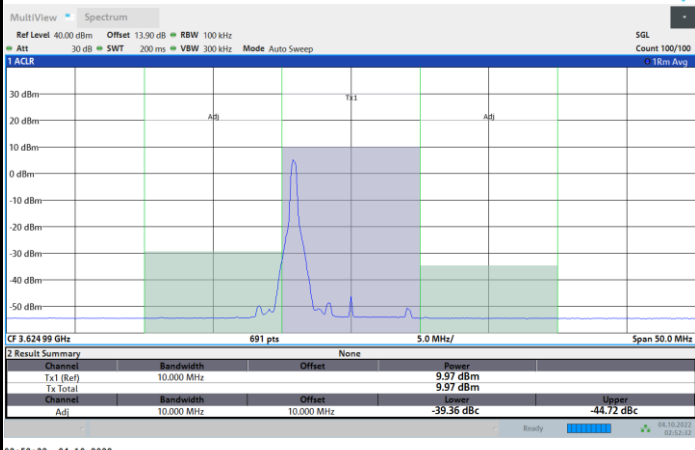 MultiView Spectrum
Ref Level 40.00 dBm Offset 13.90 dB RBW 100 kHz SGL
Att 30 dB SWT 200 ms VBW 300 kHz Mode Auto Sweep Count 100/100
1 ACLR 1Rm Avg
30 dBm
Tx1
20 dBm
Adj Adj
10 dBm
0 dBm
-10 dBm
-20 dBm
-30 dBm
-40 dBm
-50 dBm
CF 3.624 99 GHz 691 pts 5.0 MHz/ Span 50.0 MHz
2 Result Summary None
Channel Bandwidth Offset Power
Tx1 (Ref) 10.000 MHz 9.97 dBm
Tx Total 9.97 dBm
Channel Bandwidth Offset Lower Upper
Adj 10.000 MHz 10.000 MHz -39.36 dBc -44.72 dBc
Ready 04.10.2022
02:52:32